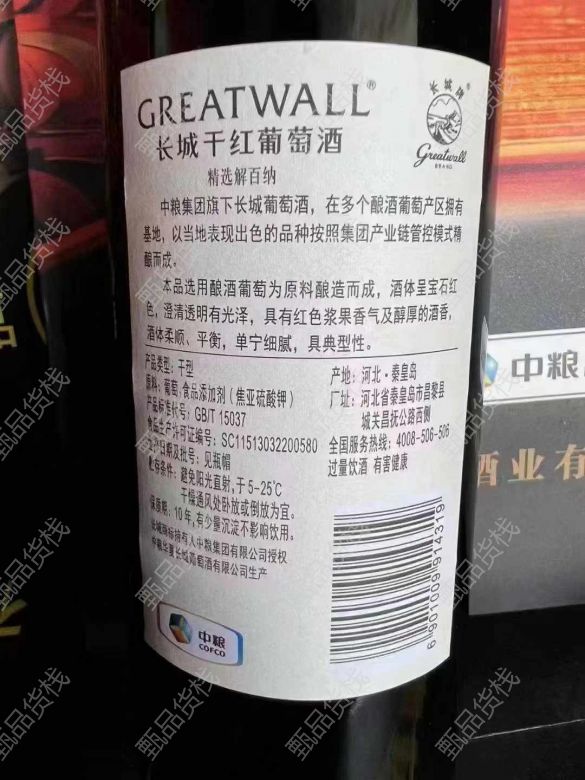 GREATWALL®
长城干红葡萄酒
精选解百纳
长城牌
Greatwall
中粮集团旗下长城葡萄酒，在多个酿酒葡萄产区拥有
基地，以当地表现出色的品种按照集团产业链管控模式精
酿而成。
本品选用酿酒葡萄为原料酿造而成，酒体呈宝石红
色，澄清透明有光泽，具有红色浆果香气及醇厚的酒香，
酒体柔顺、平衡，单宁细腻，具典型性。
产品类型：干型
原料：葡萄，食品添加剂（焦亚硫酸钾）
产品标准代号：GB/T 15037
食品生产许可证编号：SC11513032200580
生产日期及批号：见瓶帽
贮存条件：避免阳光直射，于5-25℃
干燥通风处卧放或倒放为宜。
保质期：10年，有少量沉淀不影响饮用。
长城商标持有人中粮集团有限公司授权
中粮华夏长城葡萄酒有限公司生产
产地：河北·秦皇岛
厂址：河北省秦皇岛市昌黎县
城关昌抚公路西侧
全国服务热线：4008-506-506
过量饮酒 有害健康
6901009914319
中粮
COFCO
中粮
酒业有
甄品货栈